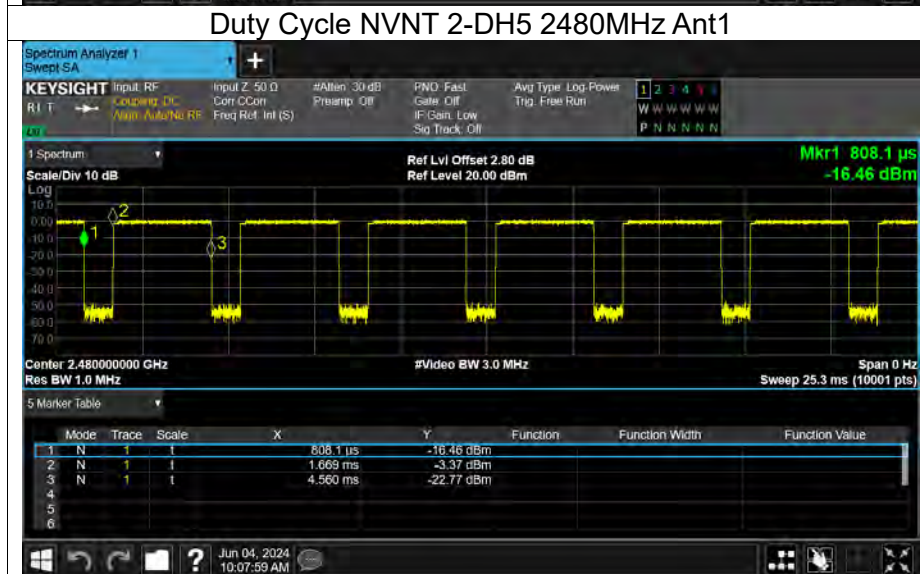 Duty Cycle NVNT 2-DH5 2480MHz Ant1
Spectrum Analyzer 1
Swept SA
+
KEYSIGHT Input: RF Input Z: 50 Ω #Atten: 30 dB PNO: Fast Avg Type: Log-Power 1 2 3 4 5 6
R L T Coupling: DC Corr CCorr Preamp: Off Gate: Off Trig: Free Run W W W W W W
Align: Auto/No RF Freq Ref: Int (S) IF Gain: Low
Sig Track: Off P N N N N N
1 Spectrum Ref Lvl Offset 2.80 dB Mkr1 808.1 µs
Scale/Div 10 dB Ref Level 20.00 dBm -16.46 dBm
Log
10.0
0.00
-10.0
-20.0
-30.0
-40.0
-50.0
-60.0
-70.0
1
2
3
Center 2.480000000 GHz #Video BW 3.0 MHz Span 0 Hz
Res BW 1.0 MHz Sweep 25.3 ms (10001 pts)
5 Marker Table
Mode Trace Scale X Y Function Function Width Function Value
1 N 1 t 808.1 µs -16.46 dBm
2 N 1 t 1.669 ms -3.37 dBm
3 N 1 t 4.560 ms -22.77 dBm
4
5
6
? Jun 04, 2024
10:07:59 AM